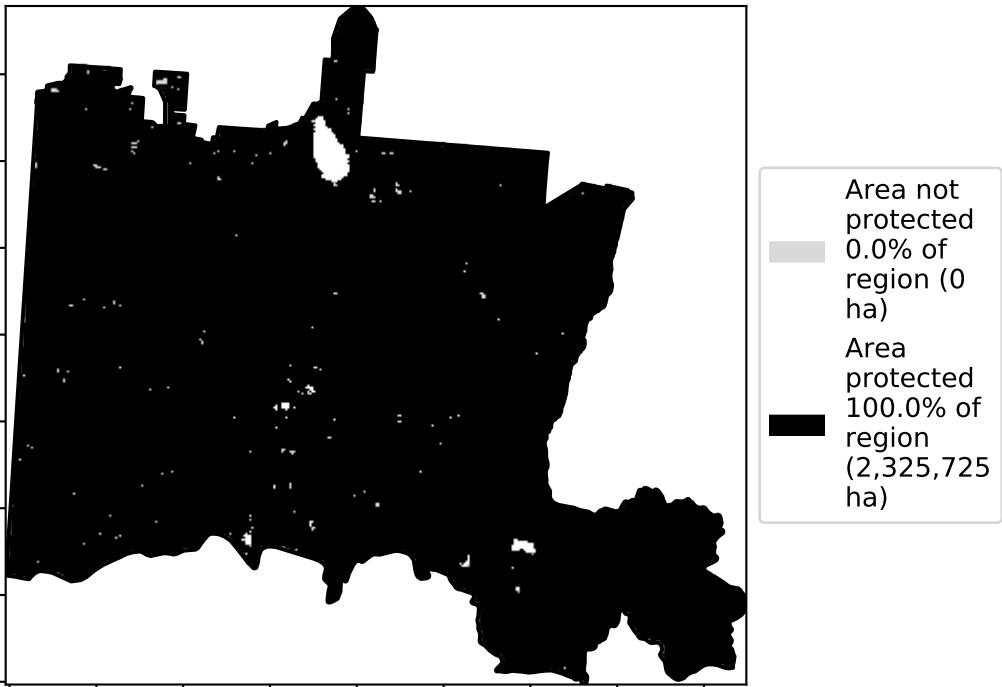 Area not
protected
0.0% of
region (0
ha)
Area
protected
100.0% of
region
(2,325,725
ha)